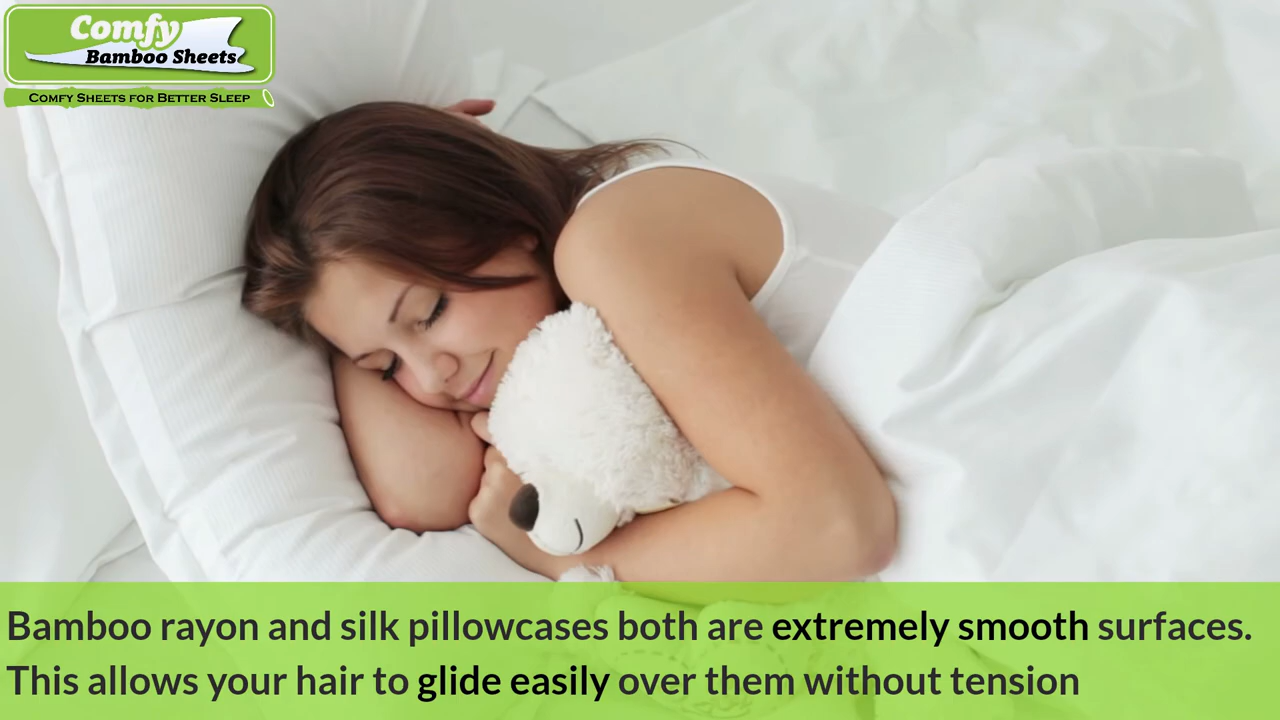 Comfy
Bamboo Sheets
COMFY SHEETS FOR BETTER SLEEP
Bamboo rayon and silk pillowcases both are extremely smooth surfaces.
This allows your hair to glide easily over them without tension